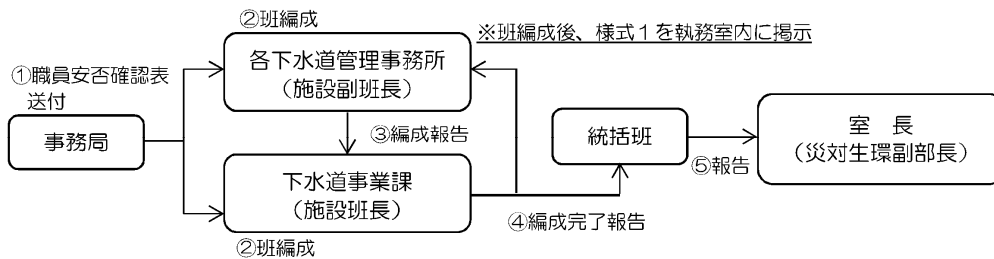 ②班編成
※班編成後、様式１を執務室内に掲示
各下水道管理事務所
（施設副班長）
①職員安否確認表
送付
事務局
③編成報告
統括班
室　長
（災対生環副部長）
⑤報告
下水道事業課
（施設班長）
④編成完了報告
②班編成